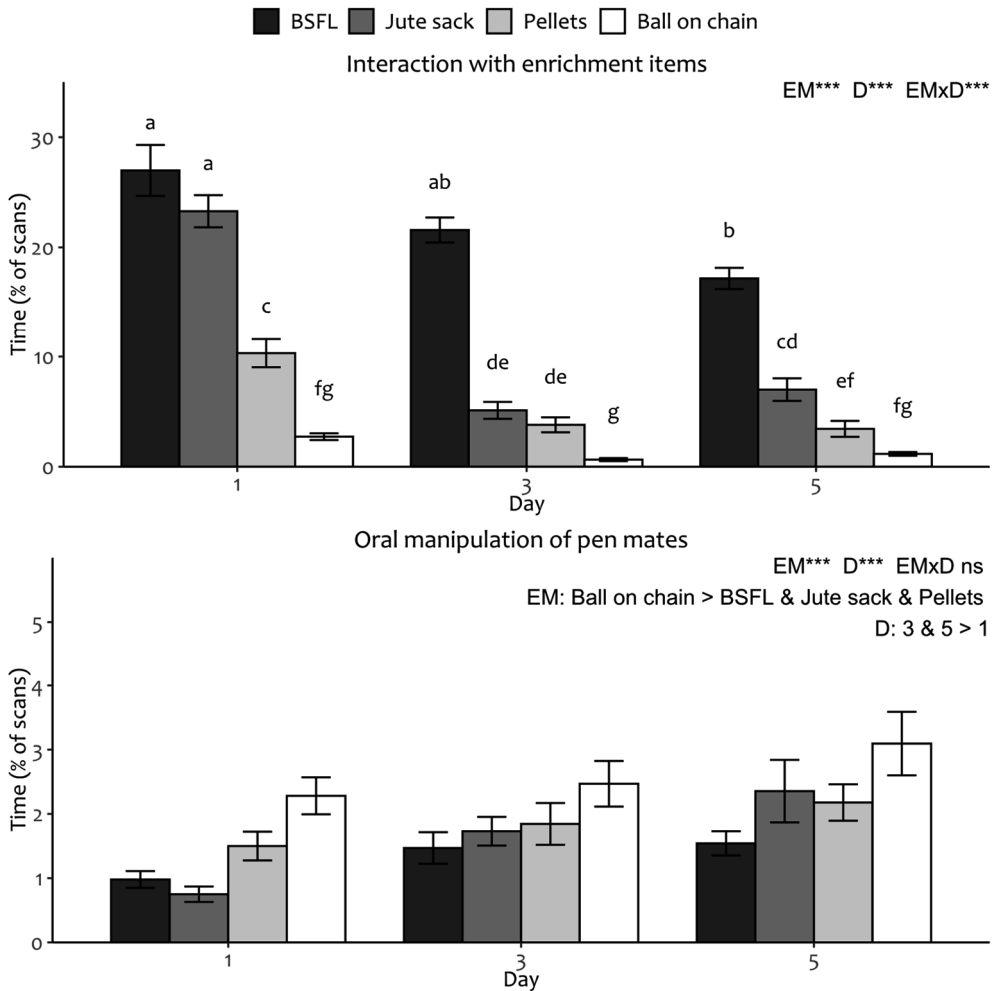 BSFL Jute sack Pellets Ball on chain
Interaction with enrichment items
EM*** D*** EMxD***
Time (% of scans)
30
20
10
0
a
a
c
fg
ab
de
de
g
b
cd
ef
fg
1
3
5
Day
Oral manipulation of pen mates
EM*** D*** EMxD ns
EM: Ball on chain > BSFL & Jute sack & Pellets
D: 3 & 5 > 1
Time (% of scans)
5
4
3
2
1
0
1
3
5
Day